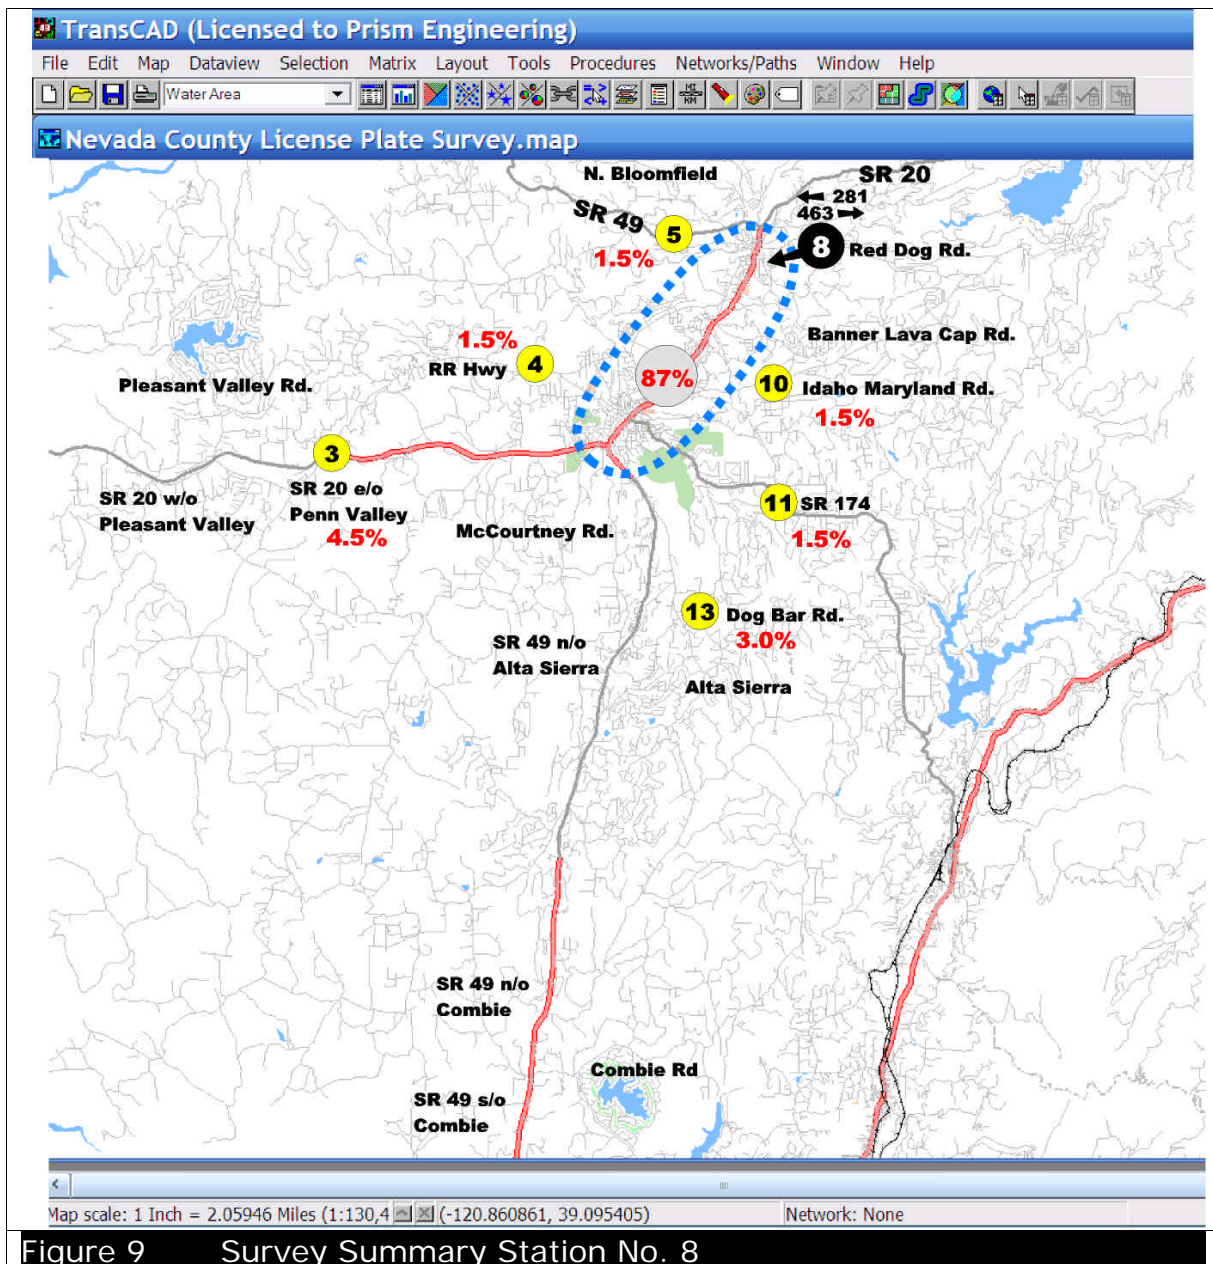 TransCAD (Licensed to Prism Engineering)
File Edit Map Dataview Selection Matrix Layout Tools Procedures Networks/Paths Window Help
Water Area
MI
KM
Nevada County License Plate Survey.map
N. Bloomfield
SR 20
281
463
SR 49
5
8
Red Dog Rd.
1.5%
Banner Lava Cap Rd.
1.5%
RR Hwy
4
87%
10
Idaho Maryland Rd.
1.5%
Pleasant Valley Rd.
3
SR 20 w/o
Pleasant Valley
SR 20 e/o
Penn Valley
4.5%
McCourtney Rd.
11
SR 174
1.5%
13
Dog Bar Rd.
3.0%
SR 49 n/o
Alta Sierra
Alta Sierra
SR 49 n/o
Combie
Combie Rd
SR 49 s/o
Combie
Map scale: 1 Inch = 2.05946 Miles (1:130,4
(-120.860861, 39.095405)
Network: None
Figure 9 Survey Summary Station No. 8